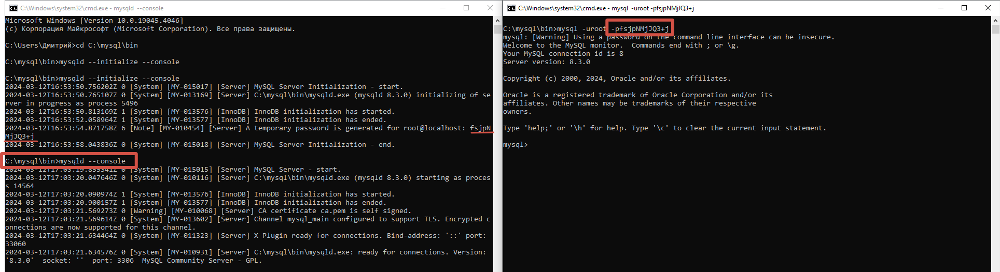 C:\Windows\system32\cmd.exe - mysqld --console
Microsoft Windows [Version 10.0.19045.4046]
(c) Корпорация Майкрософт (Microsoft Corporation). Все права защищены.
C:\Users\Дмитрий>cd C:\mysql\bin
C:\mysql\bin>mysqld --initialize --console
C:\mysql\bin>mysqld --initialize --console
2024-03-12T16:53:50.756202Z 0 [System] [MY-015017] [Server] MySQL Server Initialization - start.
2024-03-12T16:53:50.765107Z 0 [System] [MY-013169] [Server] C:\mysql\bin\mysqld.exe (mysqld 8.3.0) initializing of se
rver in progress as process 5496
2024-03-12T16:53:50.813169Z 1 [System] [MY-013576] [InnoDB] InnoDB initialization has started.
2024-03-12T16:53:52.058964Z 1 [System] [MY-013577] [InnoDB] InnoDB initialization has ended.
2024-03-12T16:53:54.871758Z 6 [Note] [MY-010454] [Server] A temporary password is generated for root@localhost: fsjpN
MjJQ3+j
2024-03-12T16:53:58.043836Z 0 [System] [MY-015018] [Server] MySQL Server Initialization - end.
C:\mysql\bin>mysqld --console
2024-03-12T17:03:19.855541Z 0 [System] [MY-015015] [Server] MySQL Server - start.
2024-03-12T17:03:20.047646Z 0 [System] [MY-010116] [Server] C:\mysql\bin\mysqld.exe (mysqld 8.3.0) starting as proces
s 14564
2024-03-12T17:03:20.090974Z 1 [System] [MY-013576] [InnoDB] InnoDB initialization has started.
2024-03-12T17:03:20.900157Z 1 [System] [MY-013577] [InnoDB] InnoDB initialization has ended.
2024-03-12T17:03:21.569273Z 0 [Warning] [MY-010068] [Server] CA certificate ca.pem is self signed.
2024-03-12T17:03:21.569614Z 0 [System] [MY-013602] [Server] Channel mysql_main configured to support TLS. Encrypted c
onnections are now supported for this channel.
2024-03-12T17:03:21.634464Z 0 [System] [MY-011323] [Server] X Plugin ready for connections. Bind-address: '::' port:
33060
2024-03-12T17:03:21.634576Z 0 [System] [MY-010931] [Server] C:\mysql\bin\mysqld.exe: ready for connections. Version:
'8.3.0'  socket: ''  port: 3306  MySQL Community Server - GPL.
C:\Windows\system32\cmd.exe - mysql -uroot -pfsjpNMjJQ3+j
C:\mysql\bin>mysql -uroot -pfsjpNMjJQ3+j
mysql: [Warning] Using a password on the command line interface can be insecure.
Welcome to the MySQL monitor.  Commands end with ; or \g.
Your MySQL connection id is 8
Server version: 8.3.0
Copyright (c) 2000, 2024, Oracle and/or its affiliates.
Oracle is a registered trademark of Oracle Corporation and/or its
affiliates. Other names may be trademarks of their respective
owners.
Type 'help;' or '\h' for help. Type '\c' to clear the current input statement.
mysql>